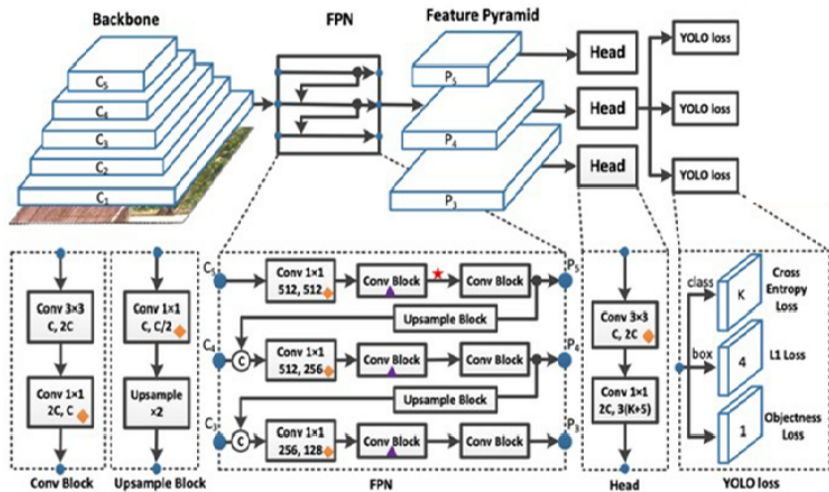 Backbone
FPN
Feature Pyramid
C5
C4
C3
C2
C1
P5
P4
P3
Head
Head
Head
YOLO loss
YOLO loss
YOLO loss
Conv 3×3
C, 2C
Conv 1×1
2C, C
Conv Block
Conv 1×1
C, C/2
Upsample
×2
Upsample Block
C5
Conv 1×1
512, 512
Conv Block
Conv Block
P5
Upsample Block
C4
C
Conv 1×1
512, 256
Conv Block
Conv Block
P4
Upsample Block
C3
C
Conv 1×1
256, 128
Conv Block
Conv Block
P3
FPN
Conv 3×3
C, 2C
Conv 1×1
2C, 3(K+5)
Head
class
K
Cross
Entropy
Loss
box
4
L1 Loss
1
Objectness
Loss
YOLO loss